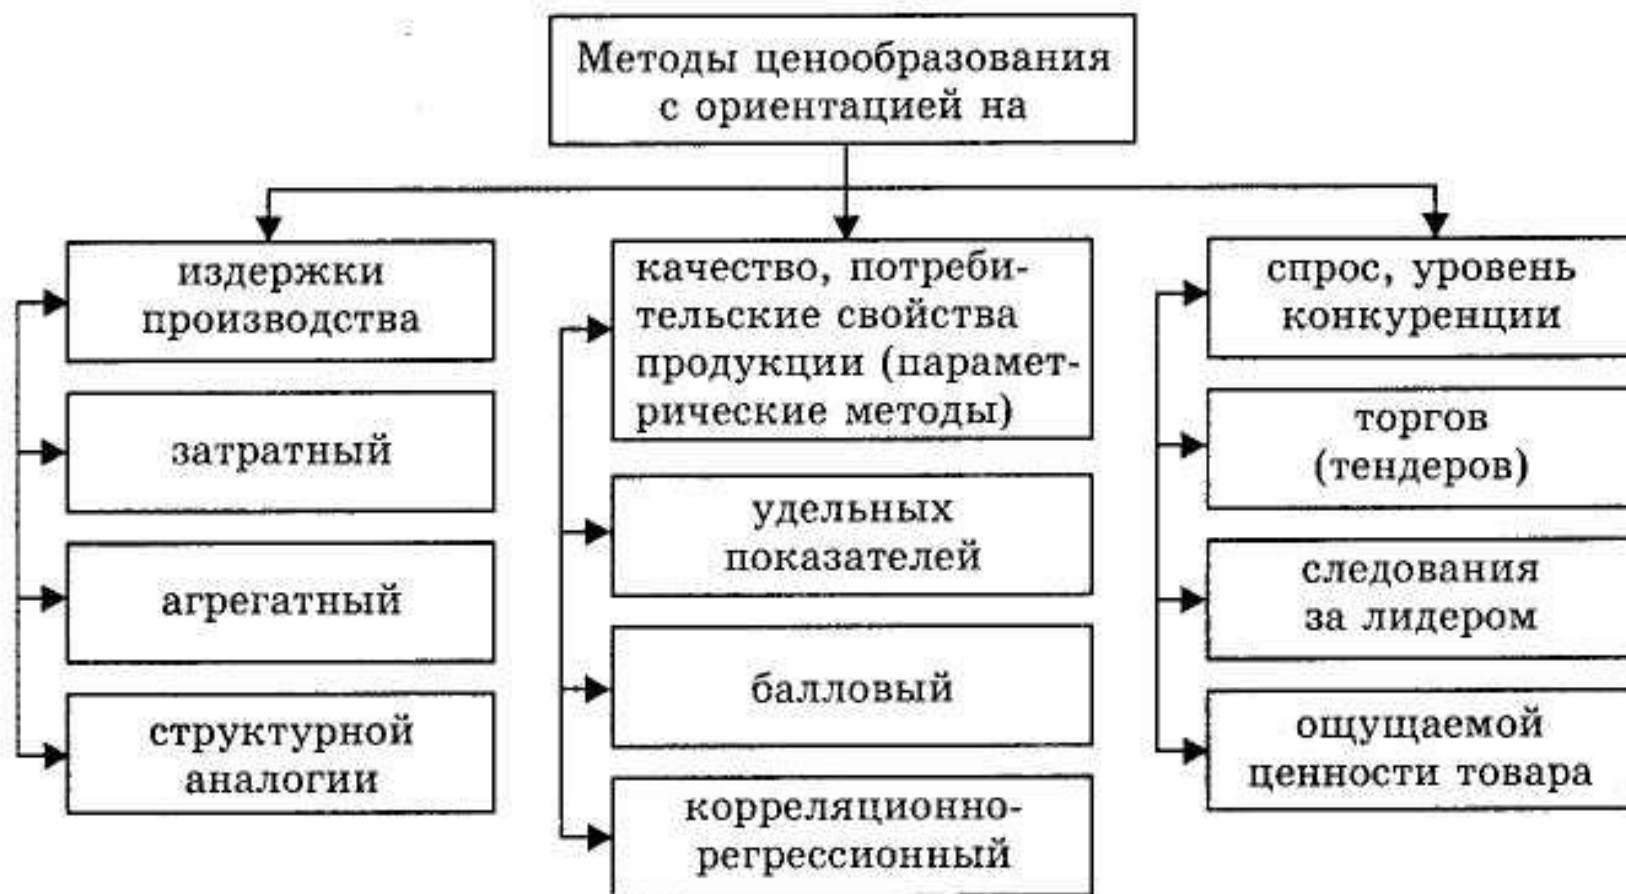 Методы ценообразования
с ориентацией на
издержки
производства
затратный
агрегатный
структурной
аналогии
качество, потреби-
тельские свойства
продукции (парамет-
рические методы)
удельных
показателей
балловый
корреляционно-
регрессионный
спрос, уровень
конкуренции
торгов
(тендеров)
следования
за лидером
ощущаемой
ценности товара